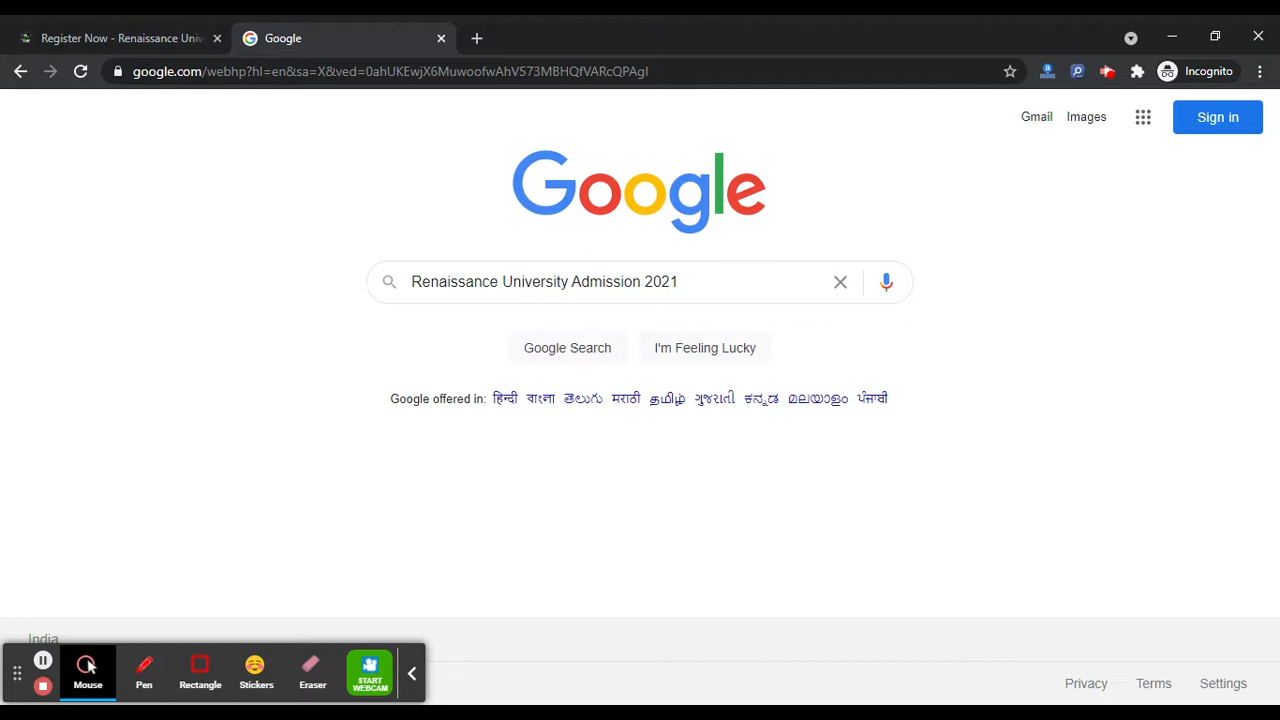 Register Now - Renaissance Univ
Google
google.com/webhp?hl=en&sa=X&ved=0ahUKEwjX6MuwoofwAhV573MBHQfVARcQPAgI
Incognito
Gmail Images Sign in
Google
Renaissance University Admission 2021
Google Search I'm Feeling Lucky
Google offered in: हिन्दी বাংলা తెలుగు मराठी தமிழ் ગુજરાતી ಕನ್ನಡ മലയാളം ਪੰਜਾਬੀ
India
Mouse Pen Rectangle Stickers Eraser START WEBCAM
Privacy Terms Settings